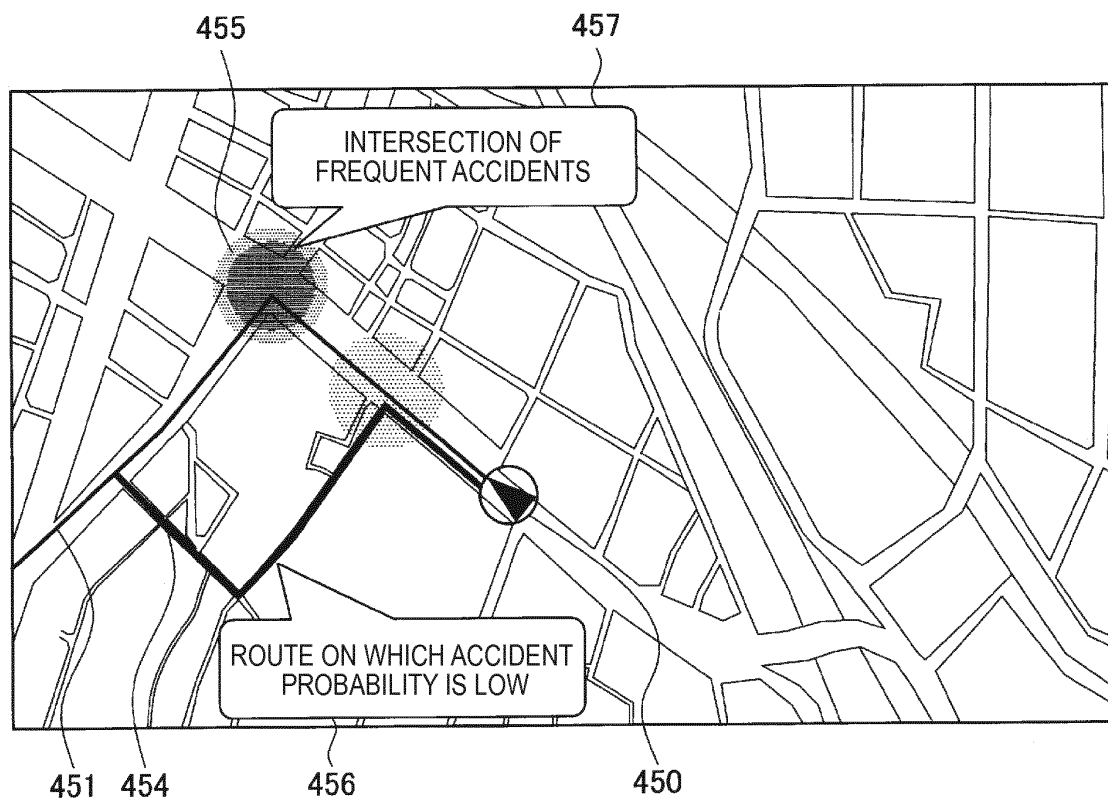 455
457
INTERSECTION OF
FREQUENT ACCIDENTS
ROUTE ON WHICH ACCIDENT
PROBABILITY IS LOW
451
454
456
450